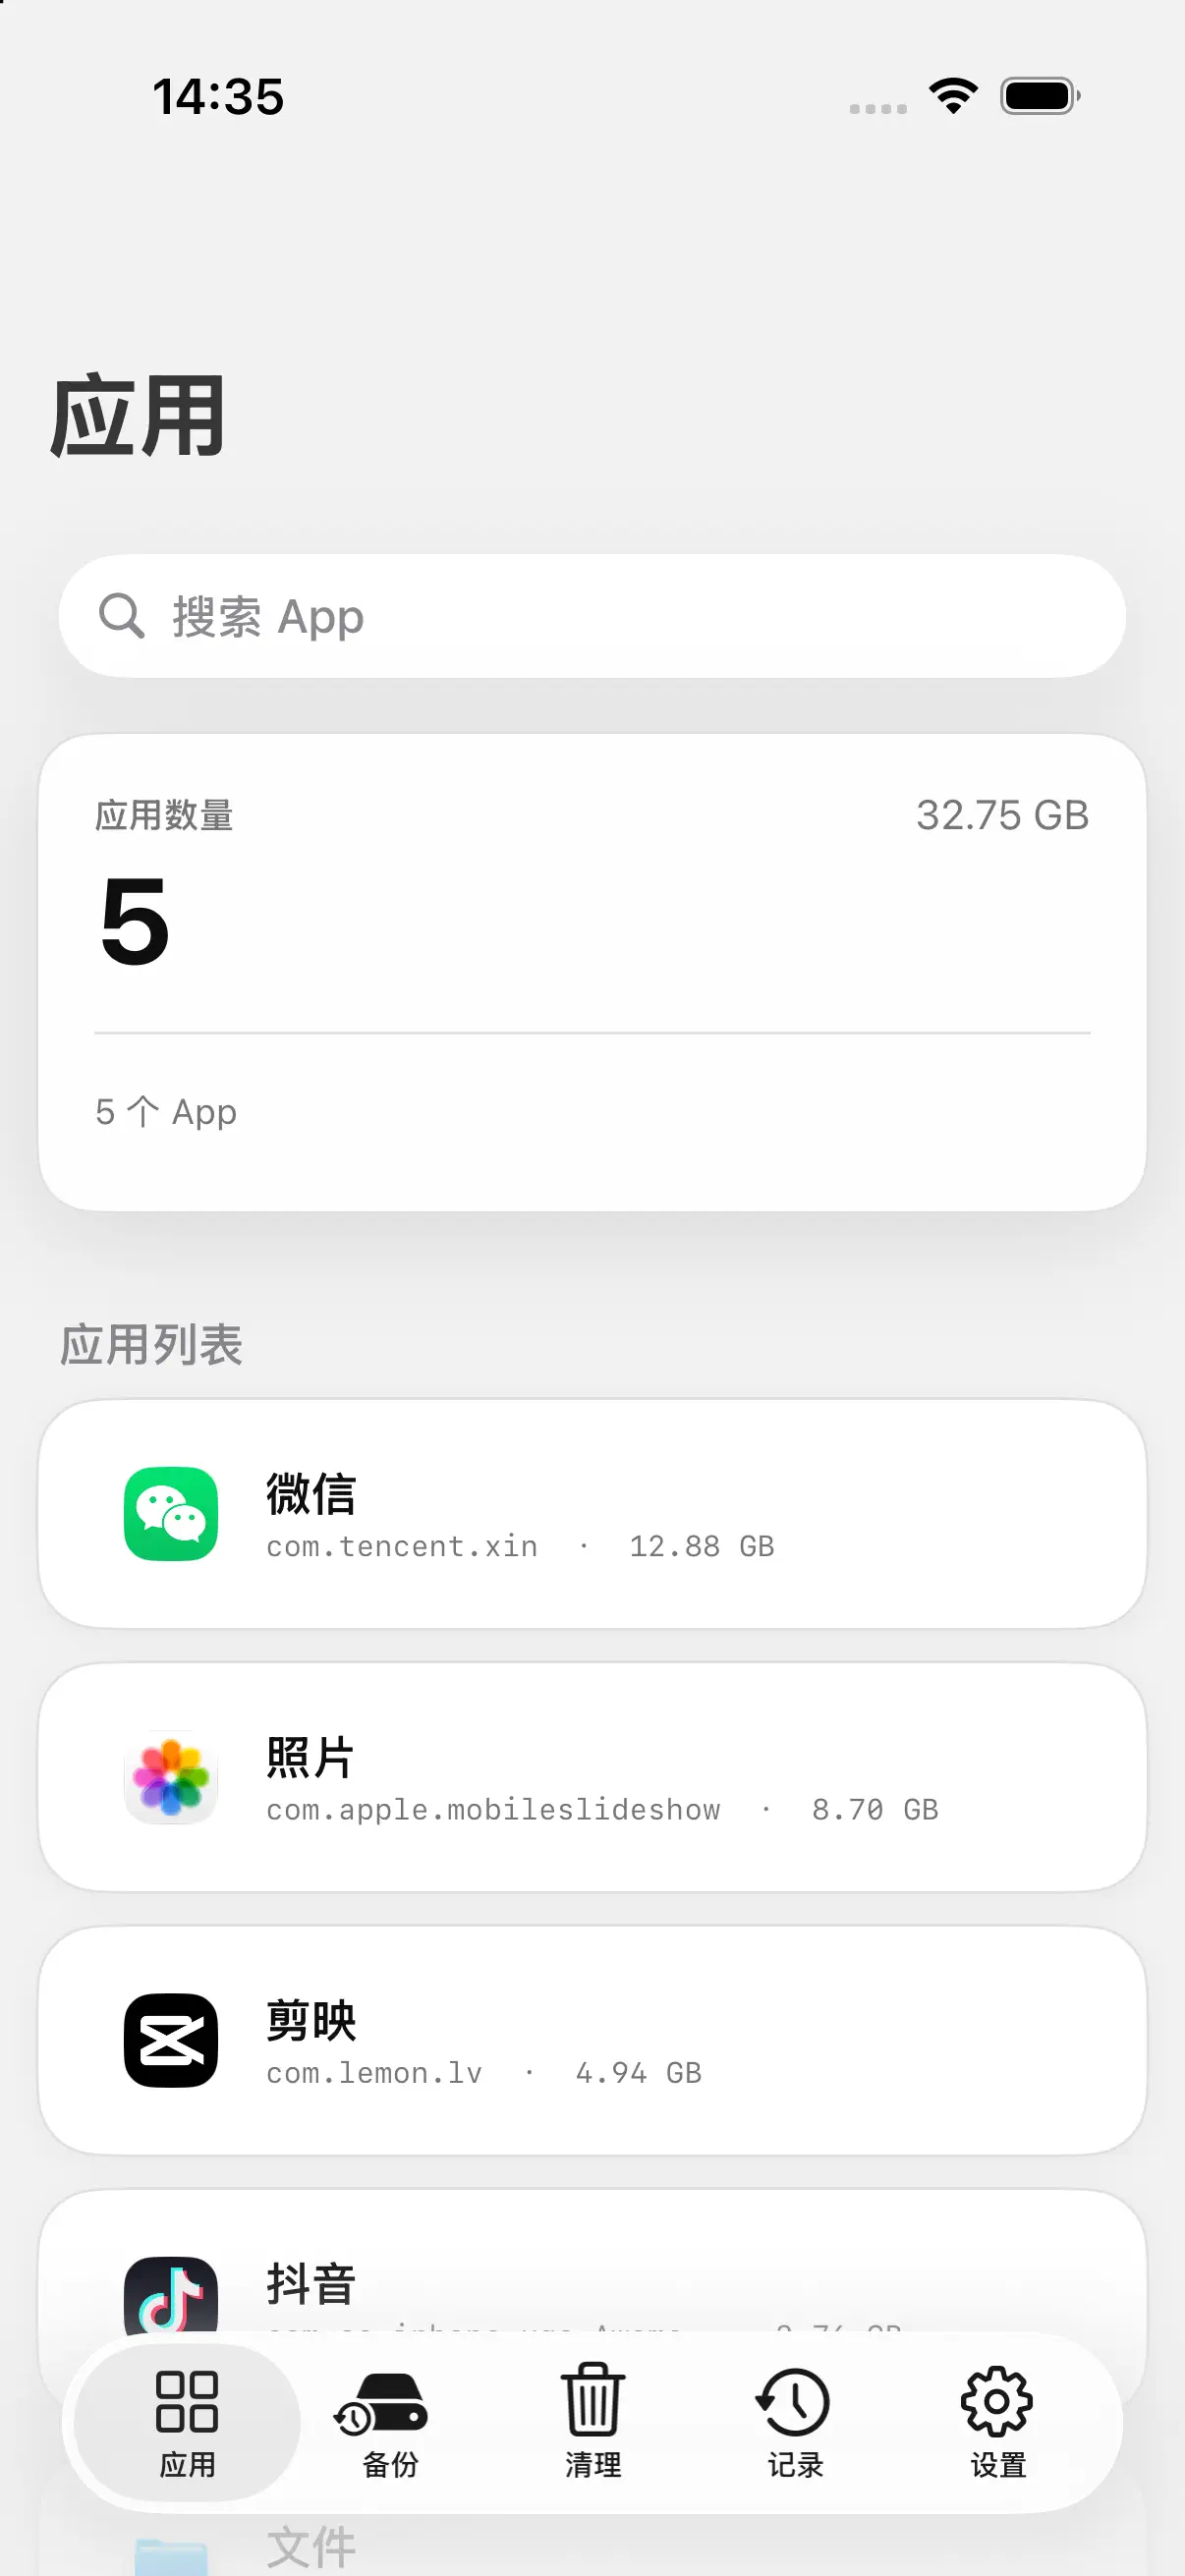 14:35
应用
搜索 App
应用数量
32.75 GB
5
5 个 App
应用列表
微信
com.tencent.xin · 12.88 GB
照片
com.apple.mobileslideshow · 8.70 GB
剪映
com.lemon.lv · 4.94 GB
抖音
应用
备份
清理
记录
设置
文件